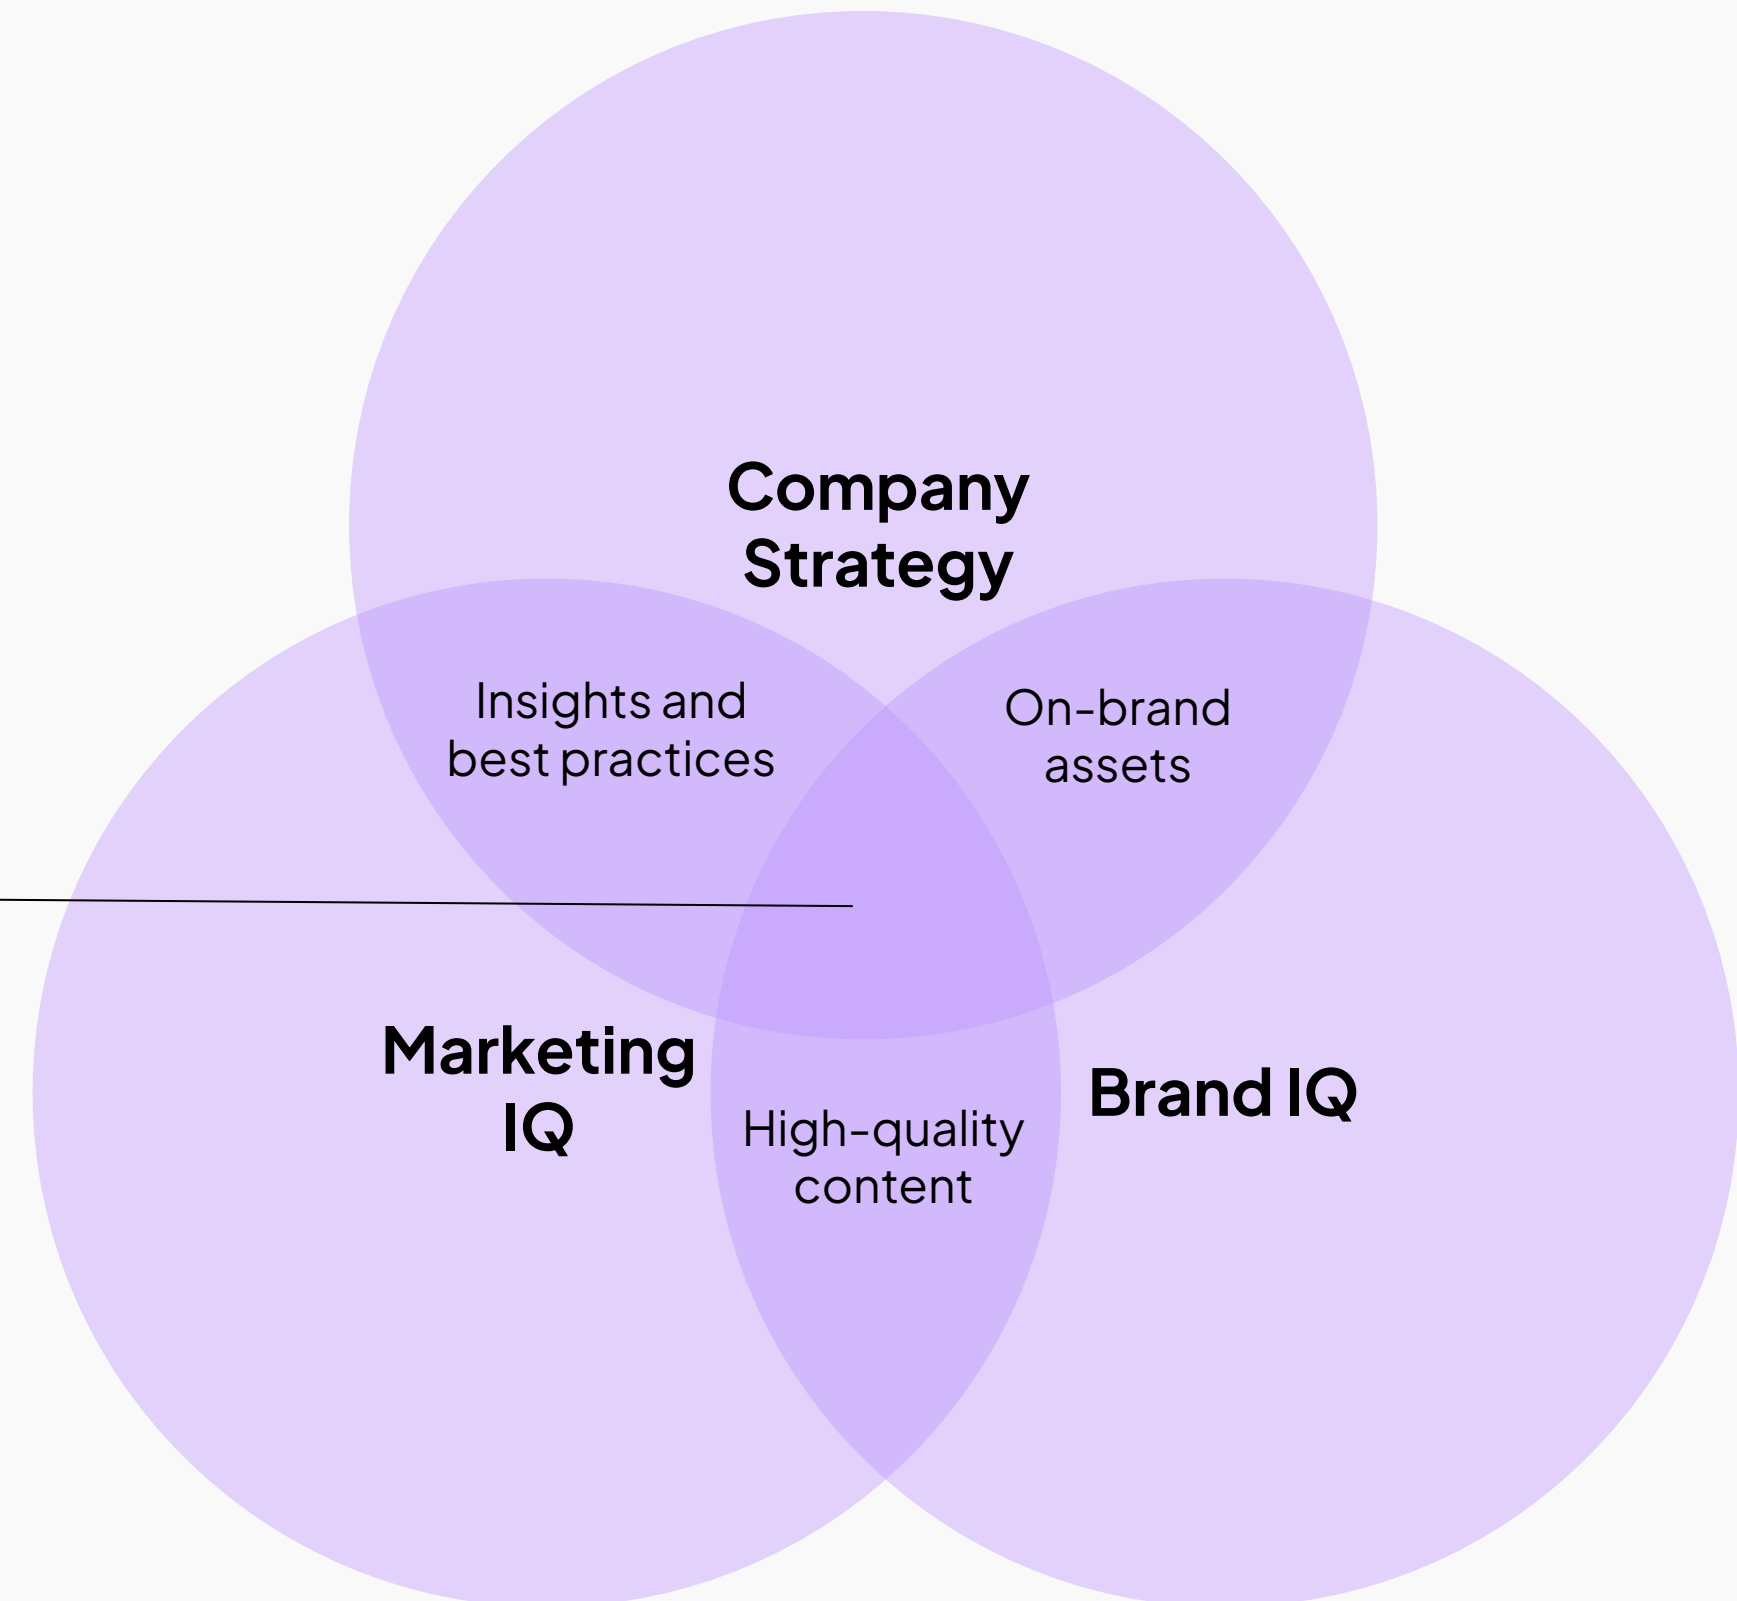 Company
Strategy
Insights and
best practices
On-brand
assets
Marketing
IQ
Brand IQ
High-quality
content